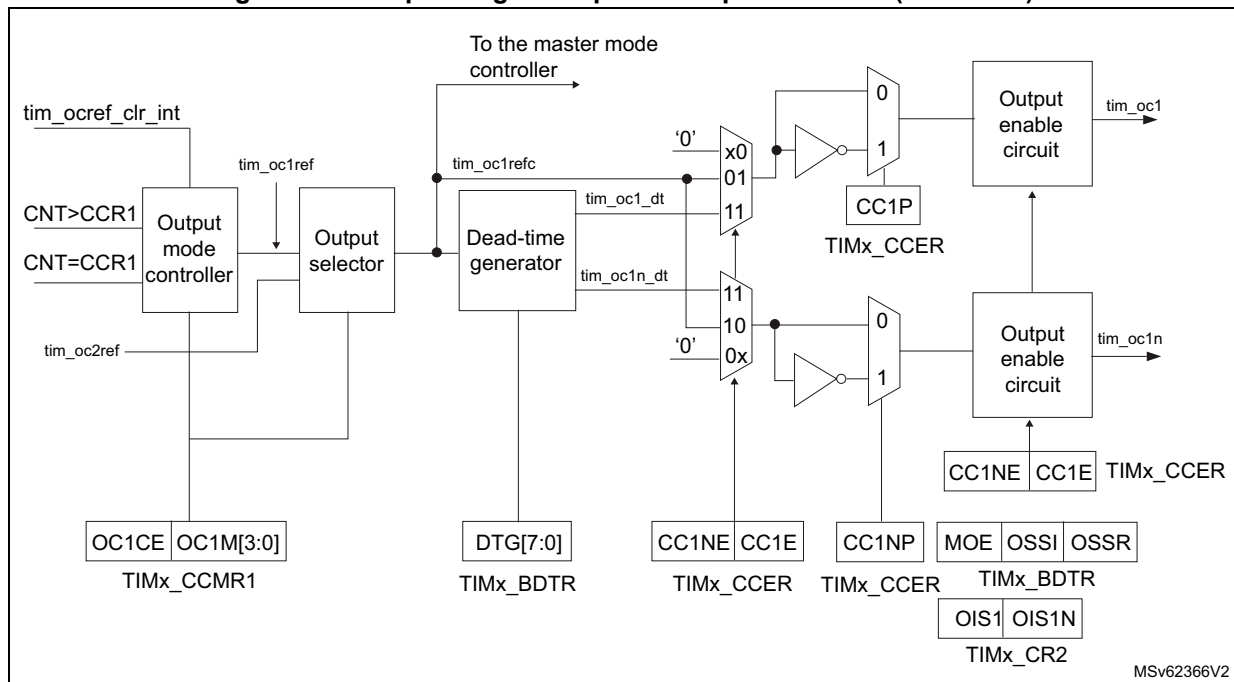 To the master mode
controller
tim_ocref_clr_int
tim_oc1ref
CNT>CCR1
CNT=CCR1
Output
mode
controller
Output
selector
tim_oc2ref
tim_oc1refc
Dead-time
generator
tim_oc1_dt
tim_oc1n_dt
'0'
x0
01
11
11
10
'0'
0x
0
1
CC1P
TIMx_CCER
0
1
Output
enable
circuit
tim_oc1
Output
enable
circuit
tim_oc1n
CC1NE CC1E TIMx_CCER
OC1CE OC1M[3:0]
TIMx_CCMR1
DTG[7:0]
TIMx_BDTR
CC1NE CC1E
TIMx_CCER
CC1NP
TIMx_CCER
MOE OSSI OSSR
TIMx_BDTR
OIS1 OIS1N
TIMx_CR2
MSv62366V2